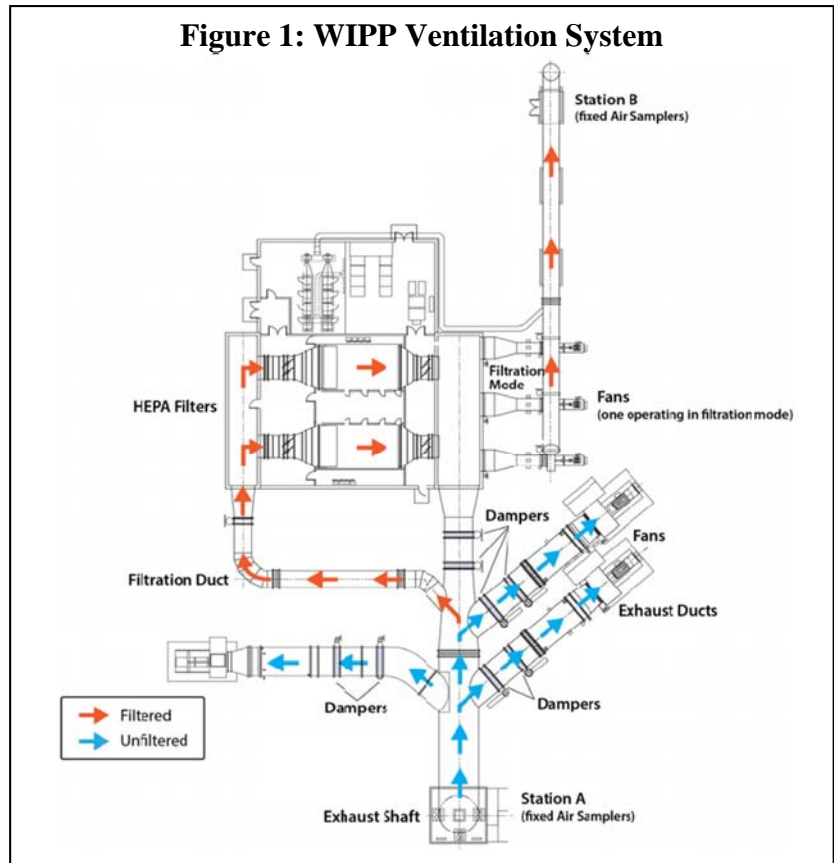 Figure 1: WIPP Ventilation System
Station B
(fixed Air Samplers)
HEPA Filters
Filtration
Mode
Fans
(one operating in filtration mode)
Dampers
Fans
Filtration Duct
Exhaust Ducts
Dampers
Dampers
Filtered
Unfiltered
Exhaust Shaft
Station A
(fixed Air Samplers)